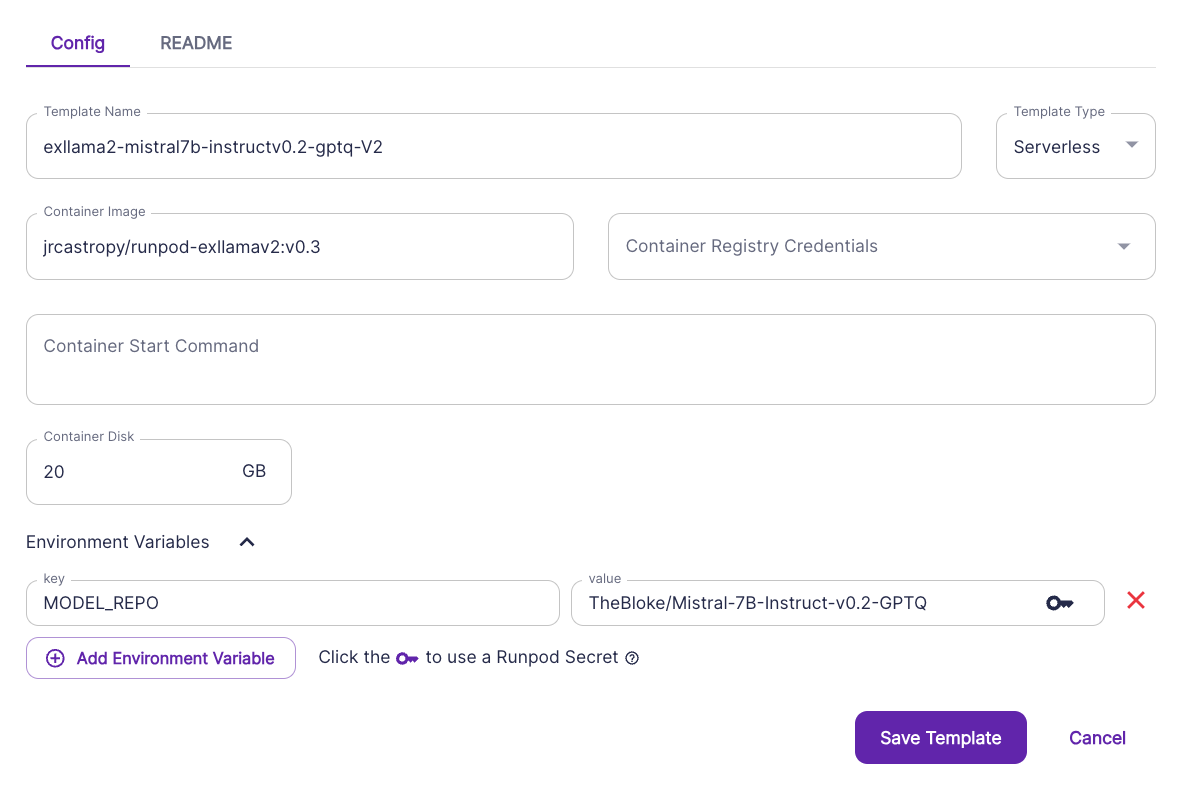 Config README
Template Name
exllama2-mistral7b-instructv0.2-gptq-V2
Template Type
Serverless
Container Image
jrcastropy/runpod-exllamav2:v0.3
Container Registry Credentials
Container Start Command
Container Disk
20 GB
Environment Variables
key
MODEL_REPO
value
TheBloke/Mistral-7B-Instruct-v0.2-GPTQ
Add Environment Variable
Click the to use a Runpod Secret
Save Template
Cancel